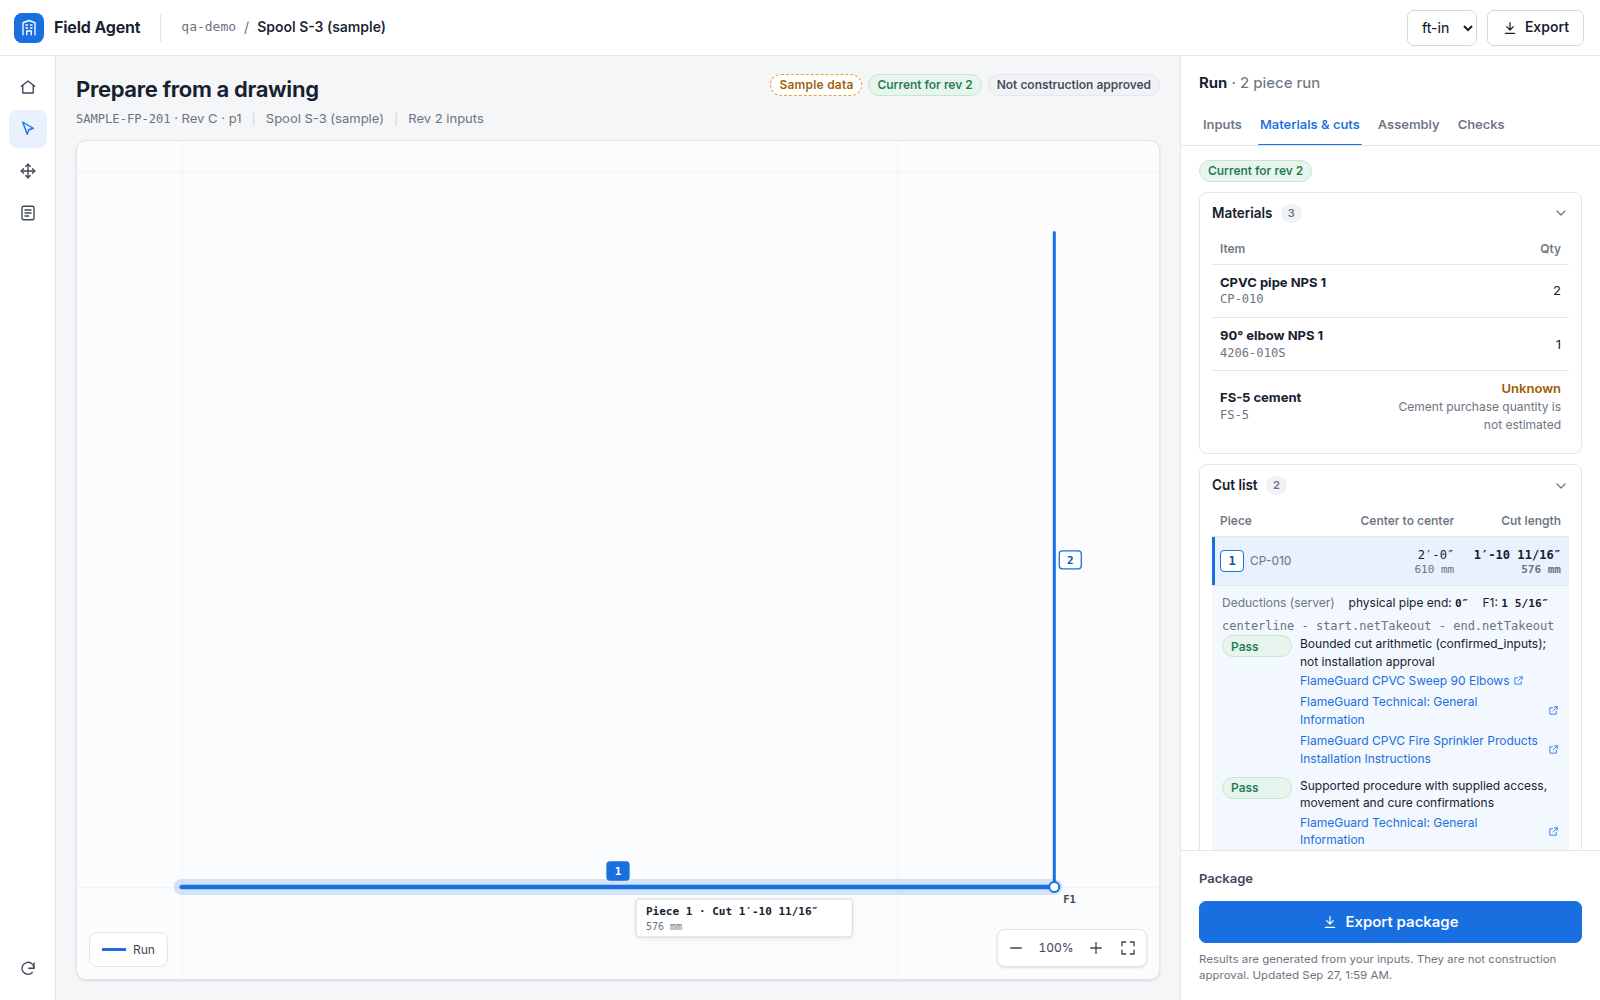 Field Agent
qa-demo / Spool S-3 (sample)
ft-in
Export
Prepare from a drawing
Sample data
Current for rev 2
Not construction approved
SAMPLE-FP-201 · Rev C · p1 | Spool S-3 (sample) | Rev 2 inputs
2
1
F1
Piece 1 · Cut 1′-10 11/16″
576 mm
Run
100%
Run · 2 piece run
Inputs
Materials & cuts
Assembly
Checks
Current for rev 2
Materials 3
Item Qty
CPVC pipe NPS 1
CP-010
2
90° elbow NPS 1
4206-010S
1
FS-5 cement
FS-5
Unknown
Cement purchase quantity is
not estimated
Cut list 2
Piece Center to center Cut length
1 CP-010 2′-0″ 1′-10 11/16″
610 mm 576 mm
Deductions (server) physical pipe end: 0″ F1: 1 5/16″
centerline - start.netTakeout - end.netTakeout
Pass
Bounded cut arithmetic (confirmed_inputs);
not installation approval
FlameGuard CPVC Sweep 90 Elbows
FlameGuard Technical: General
Information
FlameGuard CPVC Fire Sprinkler Products
Installation Instructions
Pass
Supported procedure with supplied access,
movement and cure confirmations
FlameGuard Technical: General
Information
Package
Export package
Results are generated from your inputs. They are not construction
approval. Updated Sep 27, 1:59 AM.